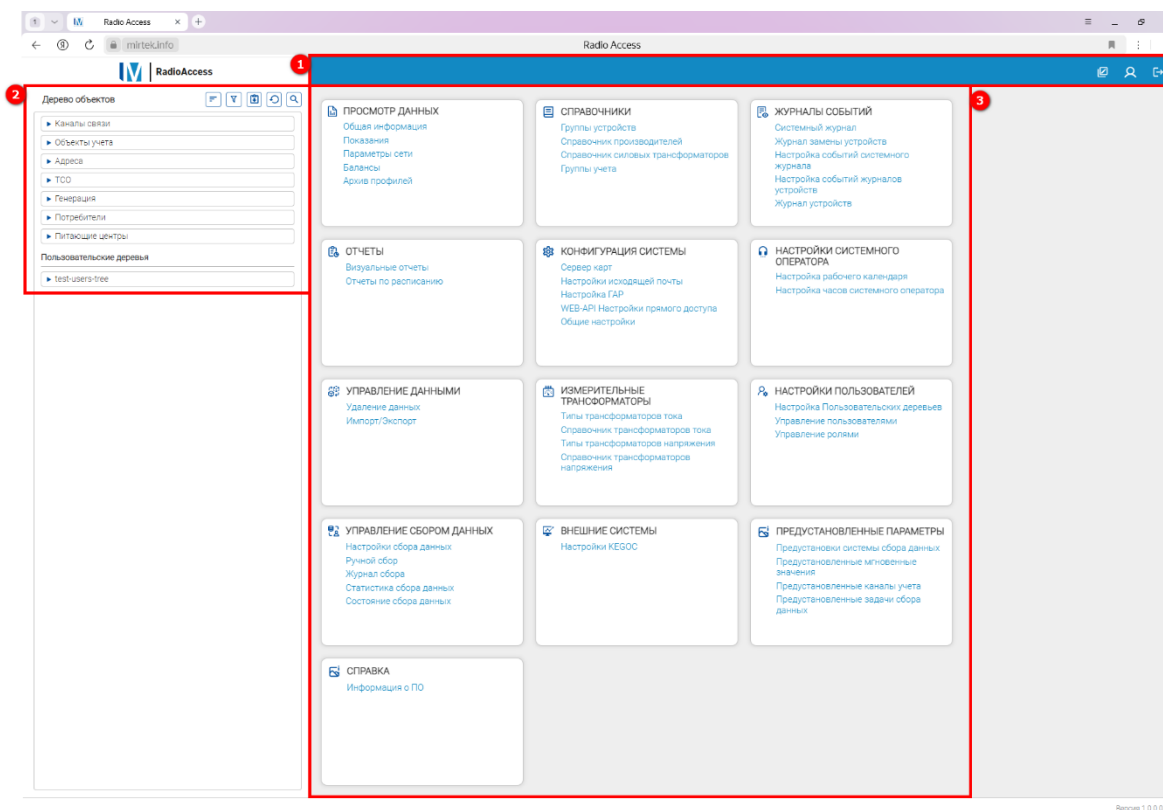 1
Radio Access
mirtek.info
Radio Access
RadioAccess
1
2
Дерево объектов
Каналы связи
Объекты учета
Адреса
ТСО
Генерация
Потребители
Питающие центры
Пользовательские деревья
test-users-tree
3
ПРОСМОТР ДАННЫХ
Общая информация
Показания
Параметры сети
Балансы
Архив профилей
СПРАВОЧНИКИ
Группы устройств
Справочник производителей
Справочник силовых трансформаторов
Группы учета
ЖУРНАЛЫ СОБЫТИЙ
Системный журнал
Журнал замены устройств
Настройка событий системного
журнала
Настройка событий журналов
устройств
Журнал устройств
ОТЧЕТЫ
Визуальные отчеты
Отчеты по расписанию
КОНФИГУРАЦИЯ СИСТЕМЫ
Сервер карт
Настройки исходящей почты
Настройка ГАР
WEB-API Настройки прямого доступа
Общие настройки
НАСТРОЙКИ СИСТЕМНОГО
ОПЕРАТОРА
Настройка рабочего календаря
Настройка часов системного оператора
УПРАВЛЕНИЕ ДАННЫМИ
Удаление данных
Импорт/Экспорт
ИЗМЕРИТЕЛЬНЫЕ
ТРАНСФОРМАТОРЫ
Типы трансформаторов тока
Справочник трансформаторов тока
Типы трансформаторов напряжения
Справочник трансформаторов
напряжения
НАСТРОЙКИ ПОЛЬЗОВАТЕЛЕЙ
Настройка Пользовательских деревьев
Управление пользователями
Управление ролями
УПРАВЛЕНИЕ СБОРОМ ДАННЫХ
Настройки сбора данных
Ручной сбор
Журнал сбора
Статистика сбора данных
Состояние сбора данных
ВНЕШНИЕ СИСТЕМЫ
Настройки KEGOC
ПРЕДУСТАНОВЛЕННЫЕ ПАРАМЕТРЫ
Предустановки системы сбора данных
Предустановленные мгновенные
значения
Предустановленные каналы учета
Предустановленные задачи сбора
данных
СПРАВКА
Информация о ПО
Версия 1.0.0.0